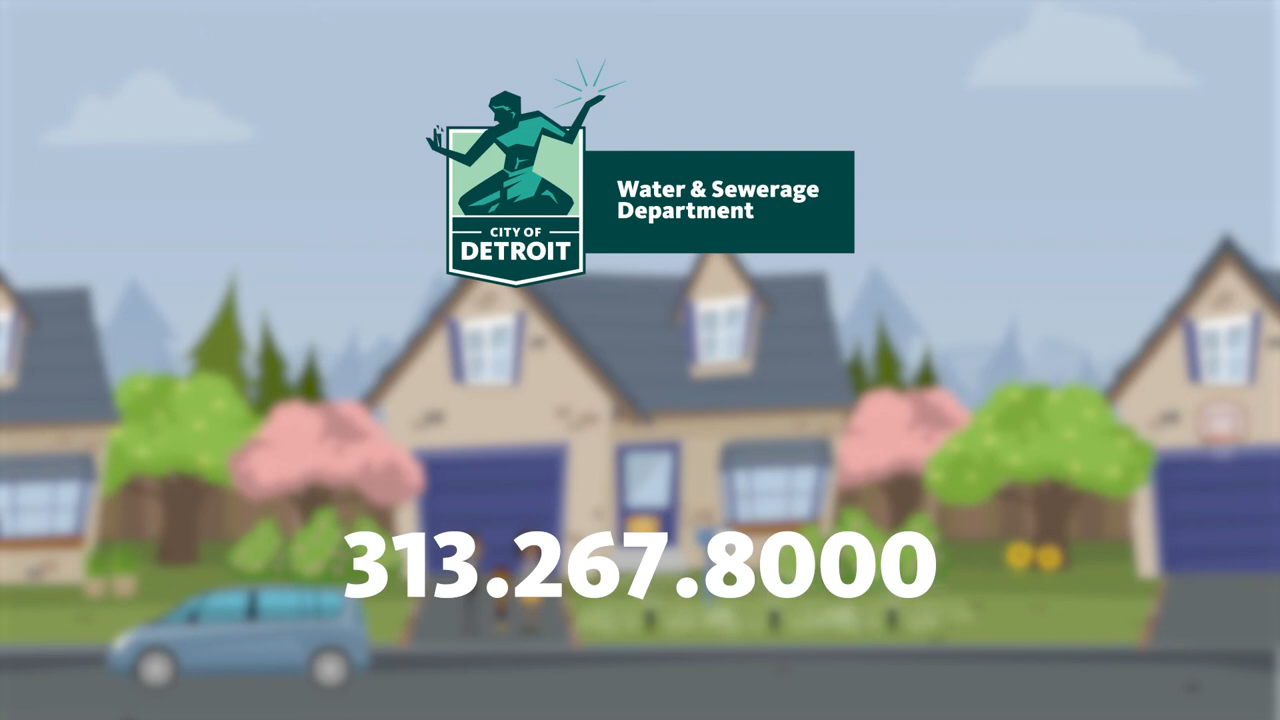 Water & Sewerage
Department
CITY OF
DETROIT
313.267.8000